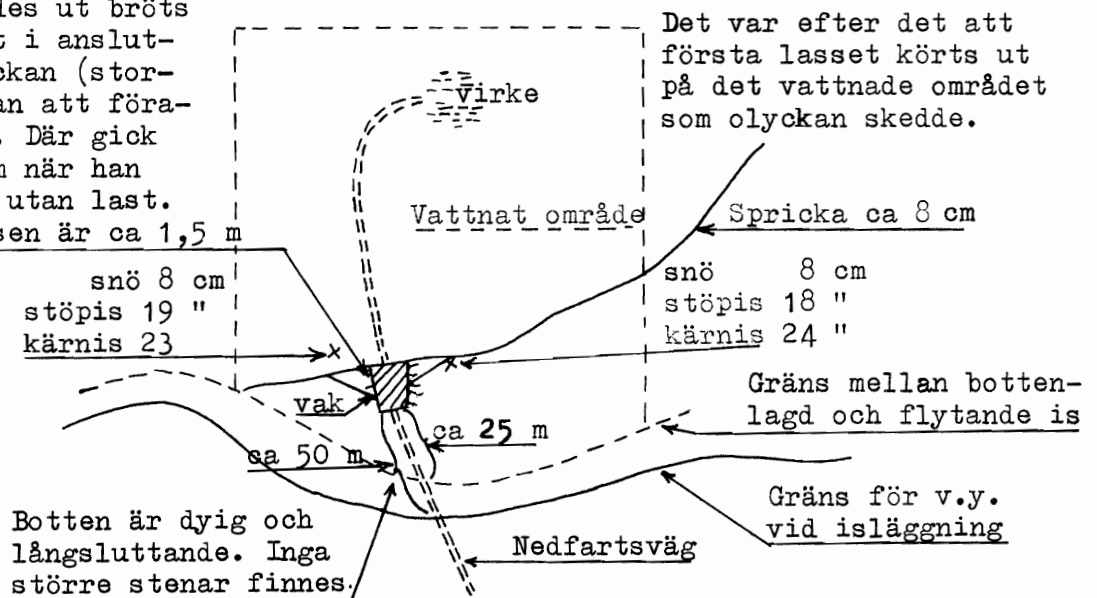 les ut bröts
t i anslut-
ckan (stor-
an att föra-
. Där gick
n när han
utan last.
sen är ca 1,5 m
snö 8 cm
stöpis 19 "
kärnis 23
Det var efter det att
första lasset körts ut
på det vattnade området
som olyckan skedde.
virke
Vattnat område
Spricka ca 8 cm
snö 8 cm
stöpis 18 "
kärnis 24 "
vak
ca 25 m
ca 50 m
Gräns mellan botten-
lagd och flytande is
Gräns för v.y.
vid isläggning
Nedfartsväg
Botten är dyig och
långsluttande. Inga
större stenar finnes.